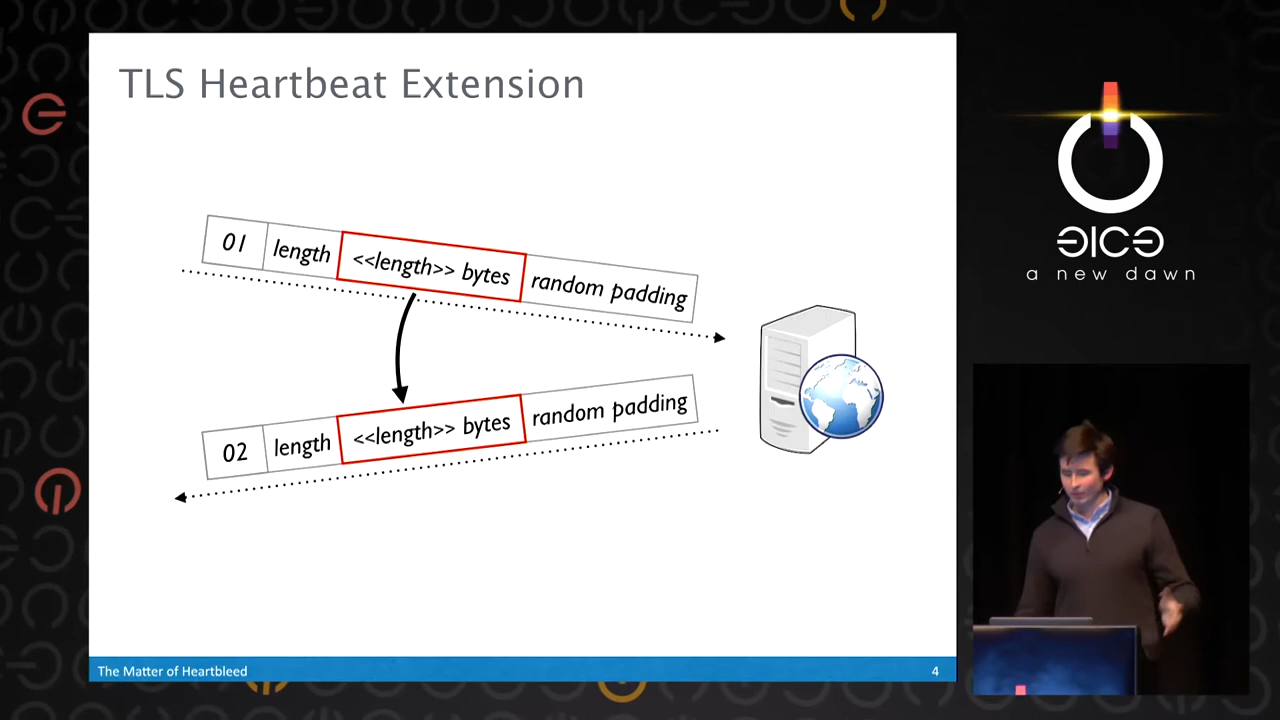 TLS Heartbeat Extension
01 length <<length>> bytes random padding
02 length <<length>> bytes random padding
The Matter of Heartbleed 4
31C3
a new dawn